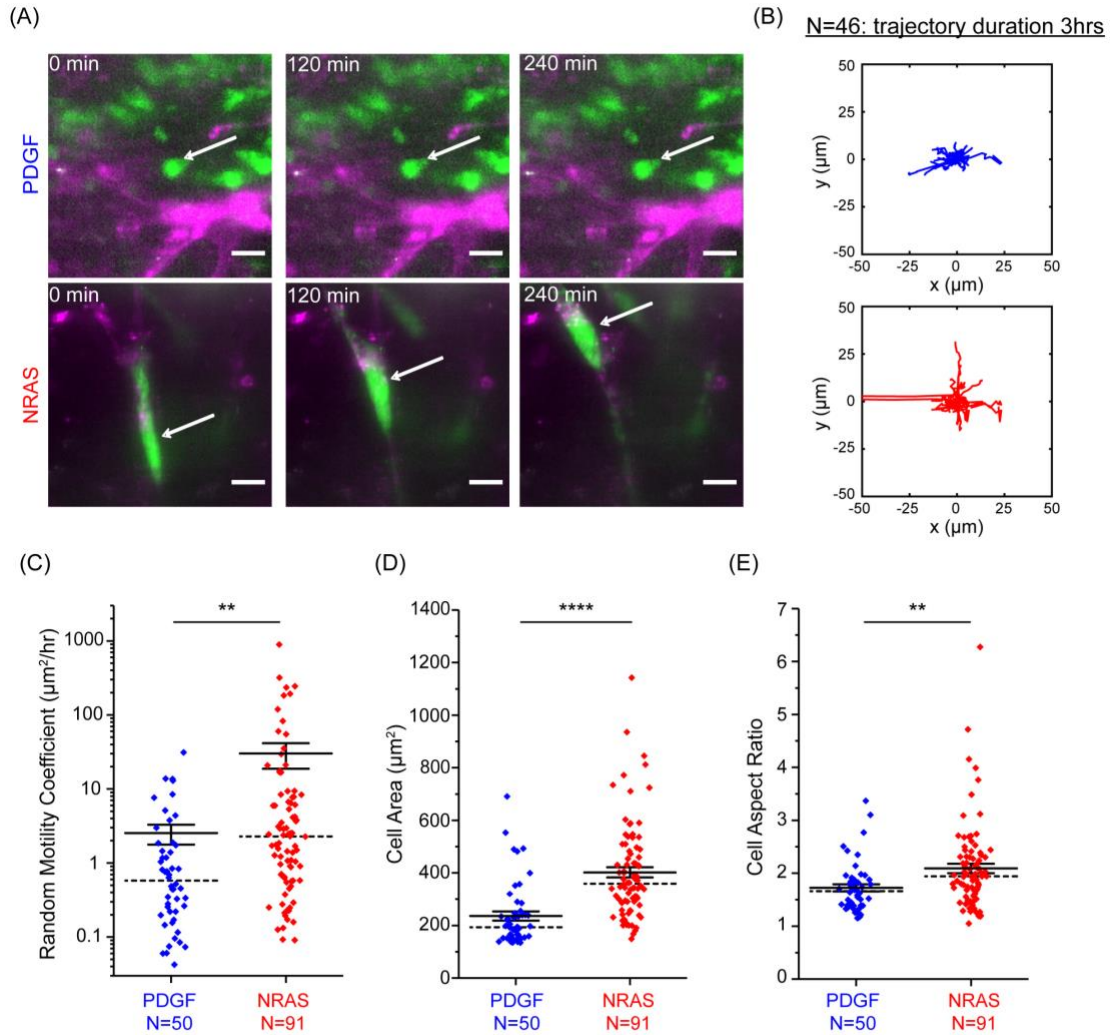 (A)
0 min
120 min
240 min
PDGF
0 min
120 min
240 min
NRAS
(B)
N=46: trajectory duration 3hrs
50
25
0
-25
-50
y (µm)
-50
-25
0
25
50
x (µm)
50
25
0
-25
-50
y (µm)
-50
-25
0
25
50
x (µm)
(C)
**
1000
100
10
1
0.1
Random Motility Coefficient (µm²/hr)
PDGF
N=50
NRAS
N=91
(D)
****
1400
1200
1000
800
600
400
200
0
Cell Area (µm²)
PDGF
N=50
NRAS
N=91
(E)
**
7
6
5
4
3
2
1
0
Cell Aspect Ratio
PDGF
N=50
NRAS
N=91